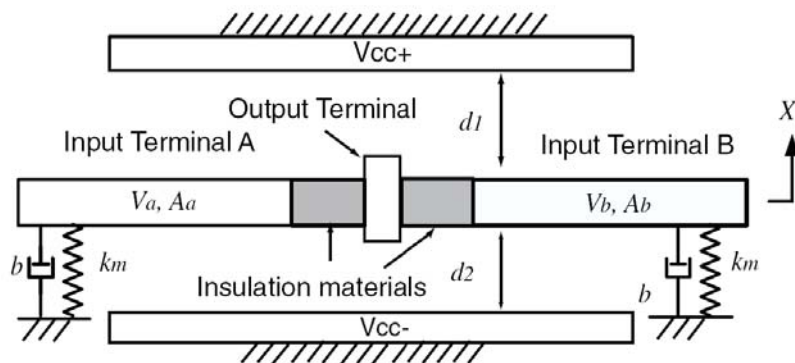 Vcc+
Output Terminal
d1
X
Input Terminal A
Input Terminal B
Va, Aa
Vb, Ab
b
km
Insulation materials
d2
b
km
Vcc-